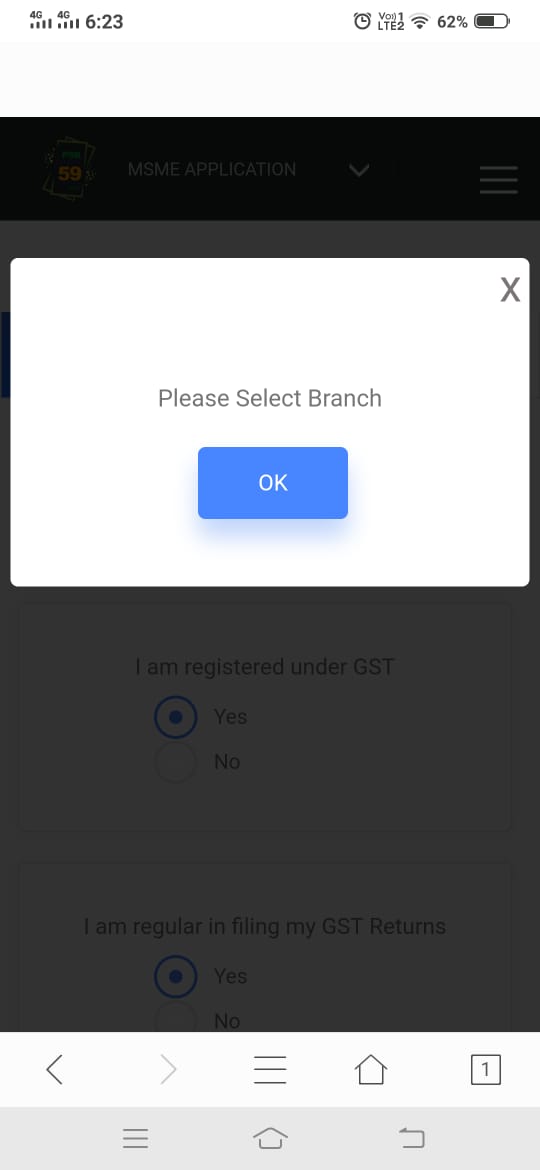 4G 4G 6:23 Vo)) 1 LTE2 62%
PSB
59
MSME APPLICATION
X
Please Select Branch
OK
I am registered under GST
Yes
No
I am regular in filing my GST Returns
Yes
No
1